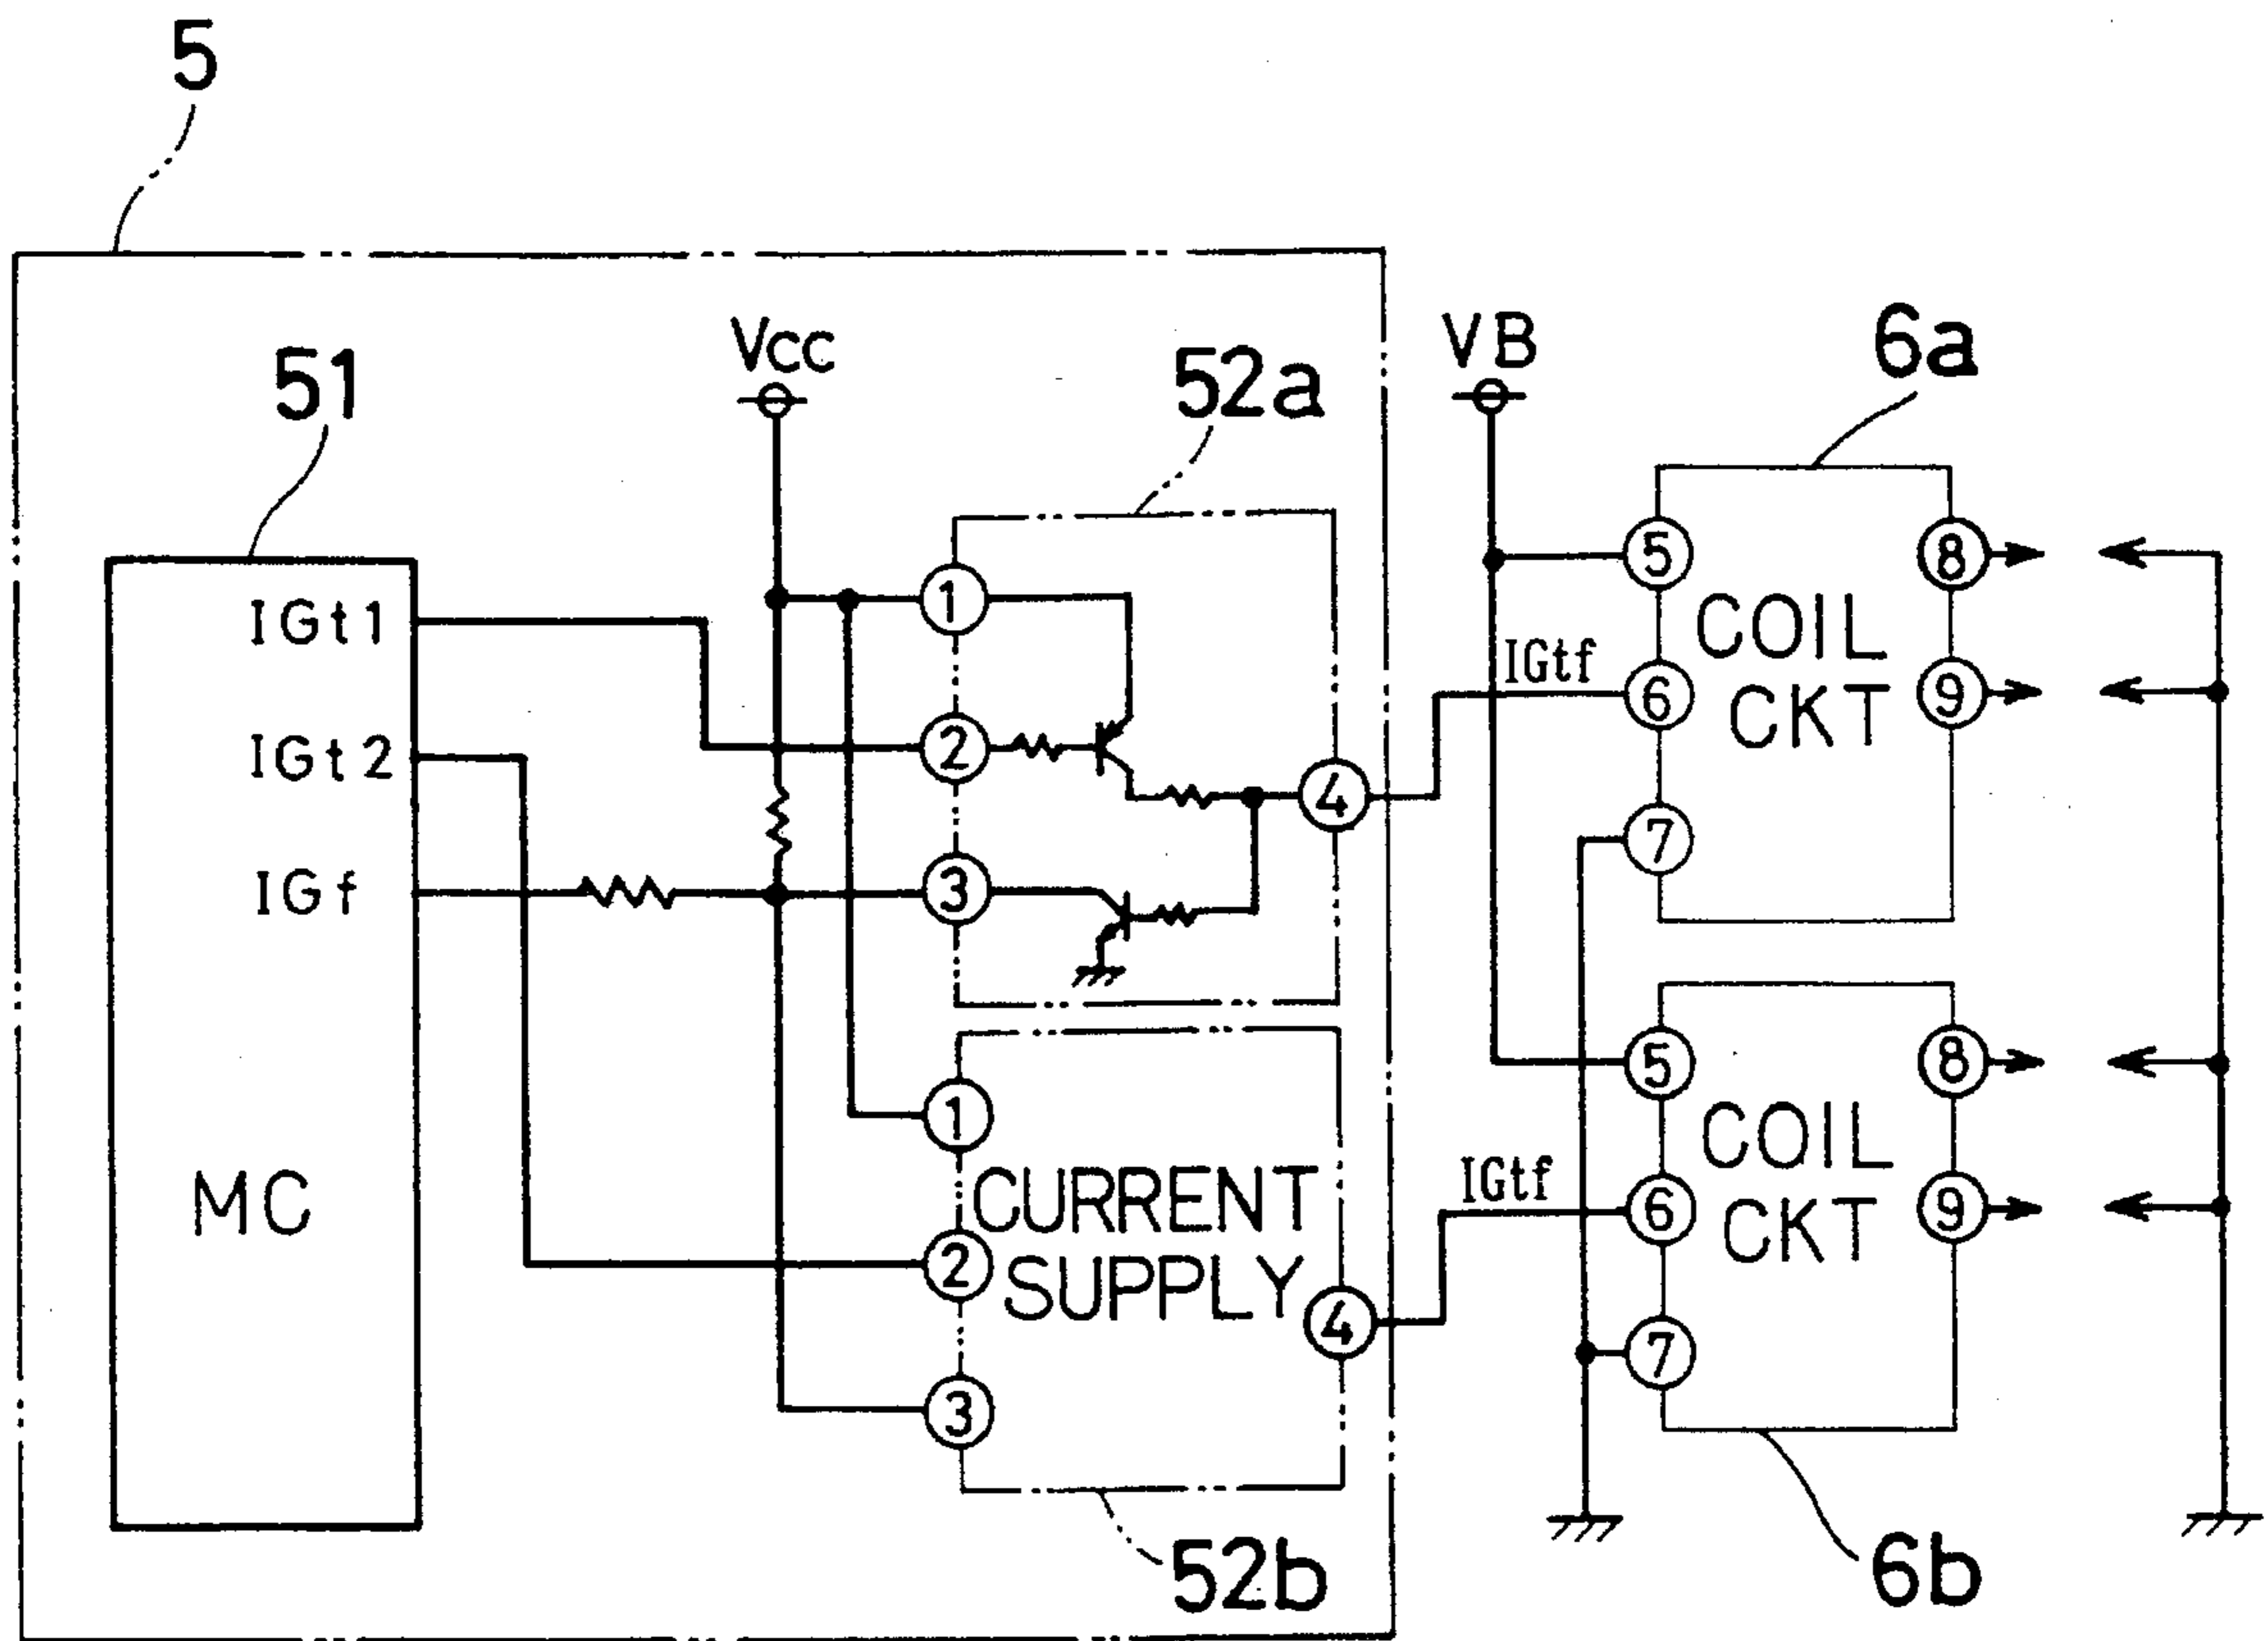 5
51
Vcc
52a
VB
6a
IGt1
IGt2
IGf
MC
①
②
③
④
IGtf
⑤
⑥
⑦
⑧
⑨
COIL
CKT
①
②
③
④
CURRENT
SUPPLY
IGtf
⑤
⑥
⑦
⑧
⑨
COIL
CKT
52b
6b